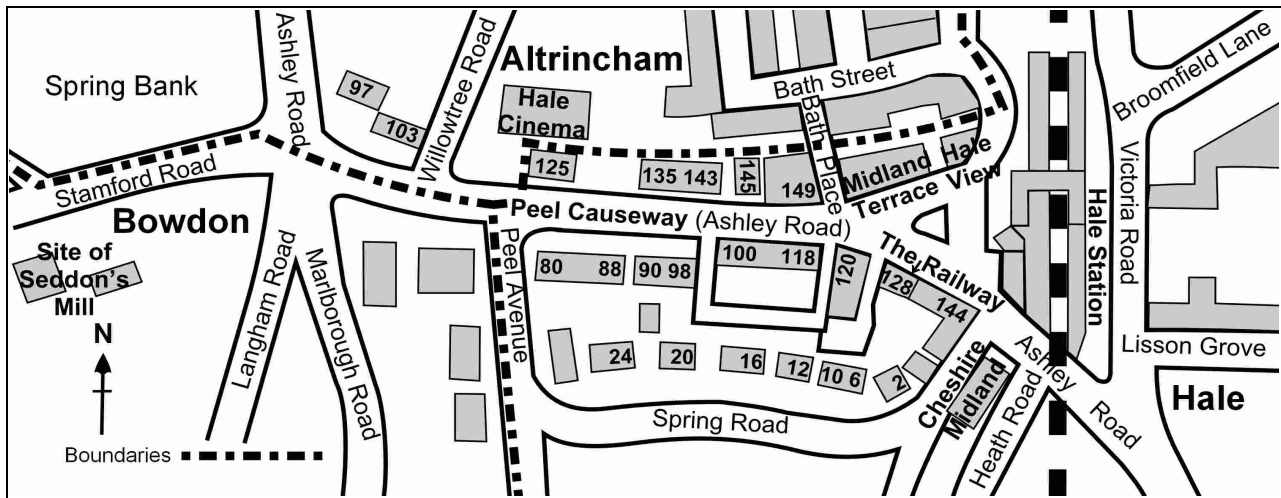 Spring Bank
Ashley Road
97
103
Willowtree Road
Altrincham
Hale
Cinema
Bath Street
Bath Place
Broomfield Lane
Stamford Road
125
135 143
145
149
Midland
Hale
Terrace View
Victoria Road
Hale Station
Bowdon
Peel Causeway (Ashley Road)
Site of
Seddon's
Mill
Langham Road
Marlborough Road
Peel Avenue
80 88
90 98
100 118
120
The Railway
128
144
N
24
20
16
12
10 6
2
Cheshire
Midland
Ashley
Road
Lisson Grove
Hale
Spring Road
Heath Road
Boundaries